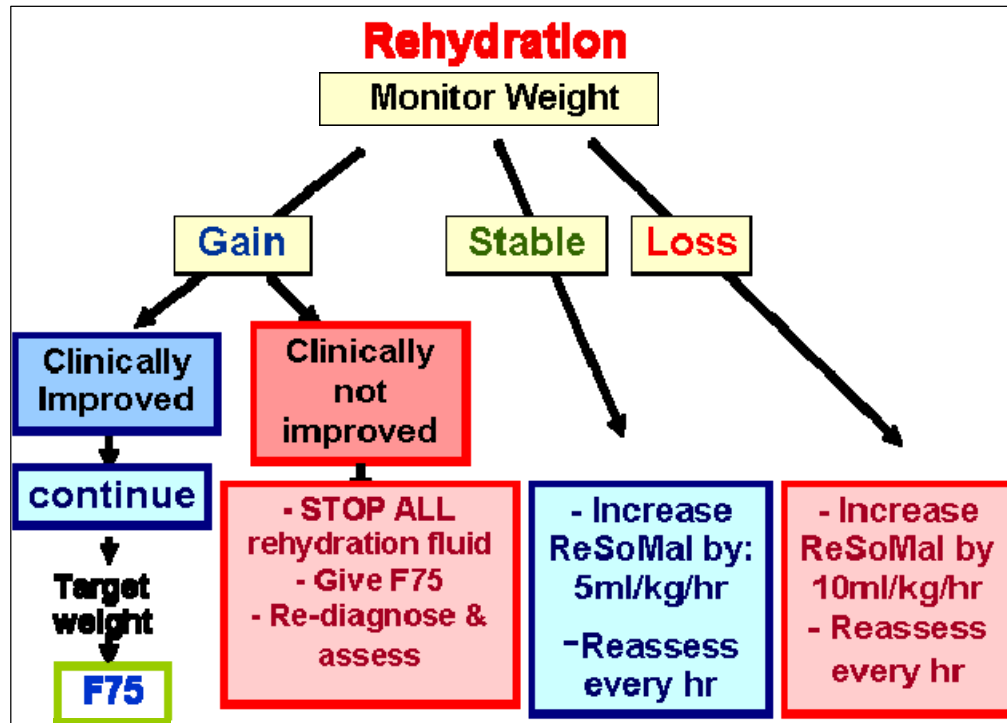 Rehydration
Monitor Weight
Gain
Stable
Loss
Clinically
Improved
continue
Target
weight
F75
Clinically
not
improved
- STOP ALL
rehydration fluid
- Give F75
- Re-diagnose &
assess
- Increase
ReSoMal by:
5ml/kg/hr
-Reassess
every hr
- Increase
ReSoMal by
10ml/kg/hr
- Reassess
every hr